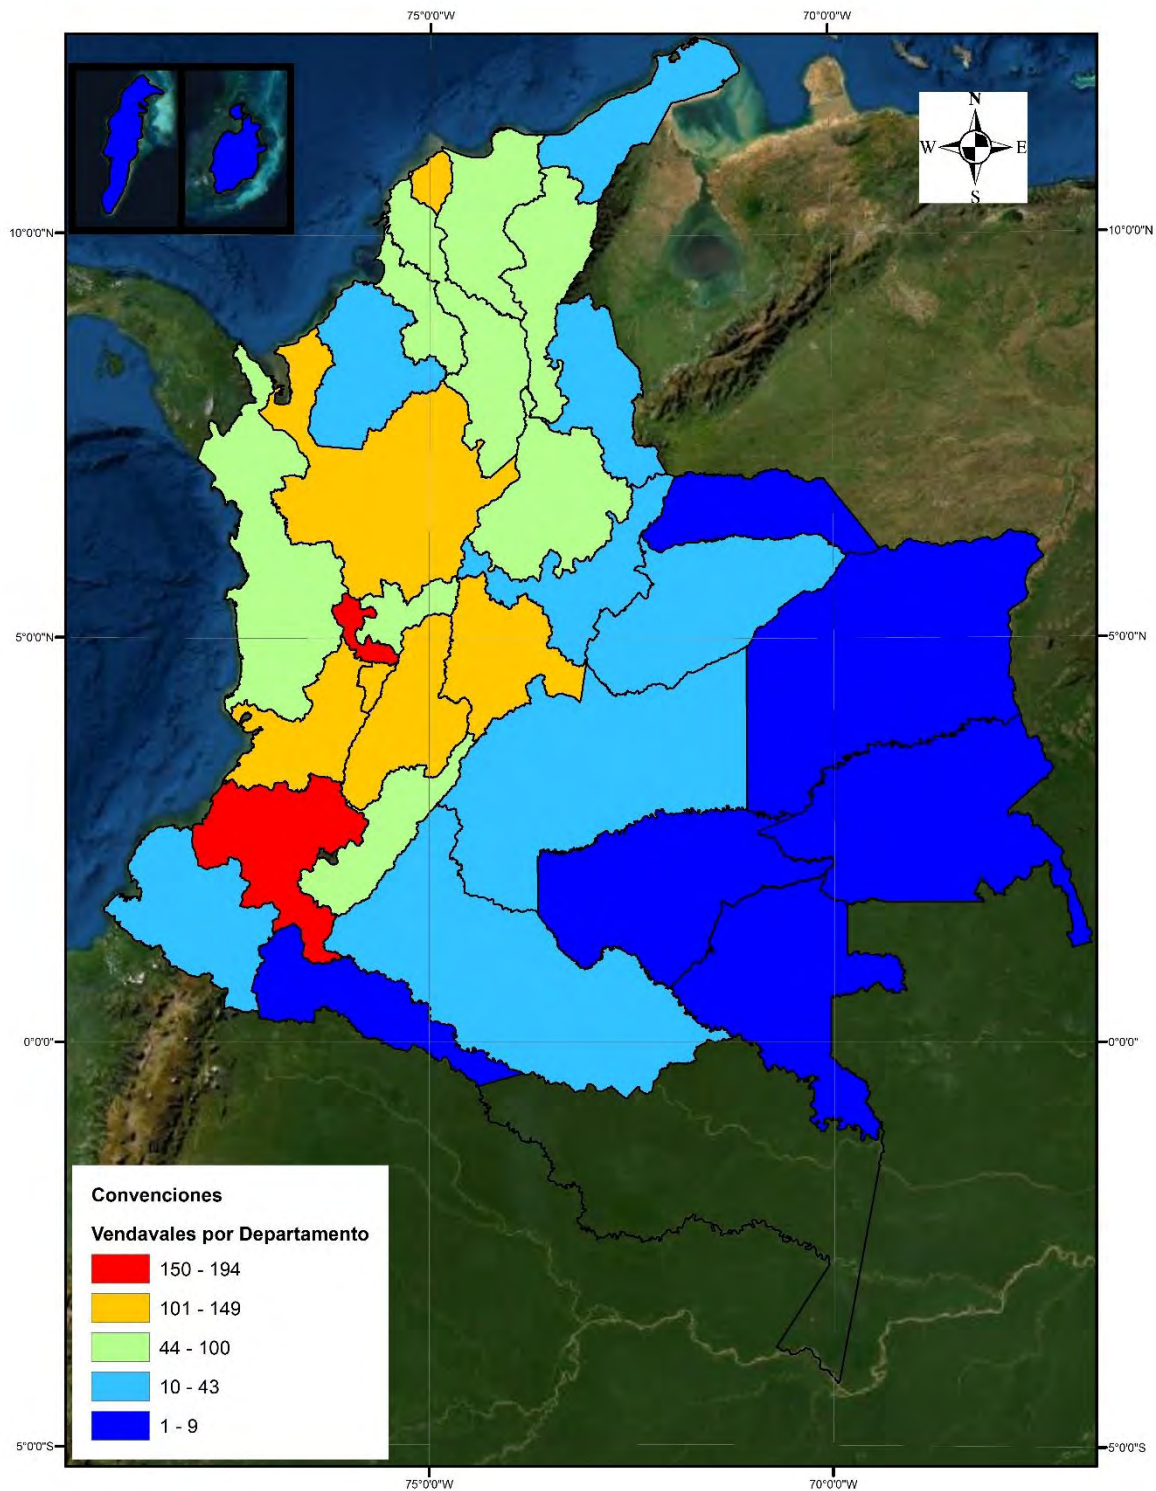 75°0'0"W 70°0'0"W
N
W E
S
10°0'0"N 10°0'0"N
5°0'0"N 5°0'0"N
0°0'0" 0°0'0"
Convenciones
Vendavales por Departamento
150 - 194
101 - 149
44 - 100
10 - 43
1 - 9
5°0'0"S 5°0'0"S
75°0'0"W 70°0'0"W